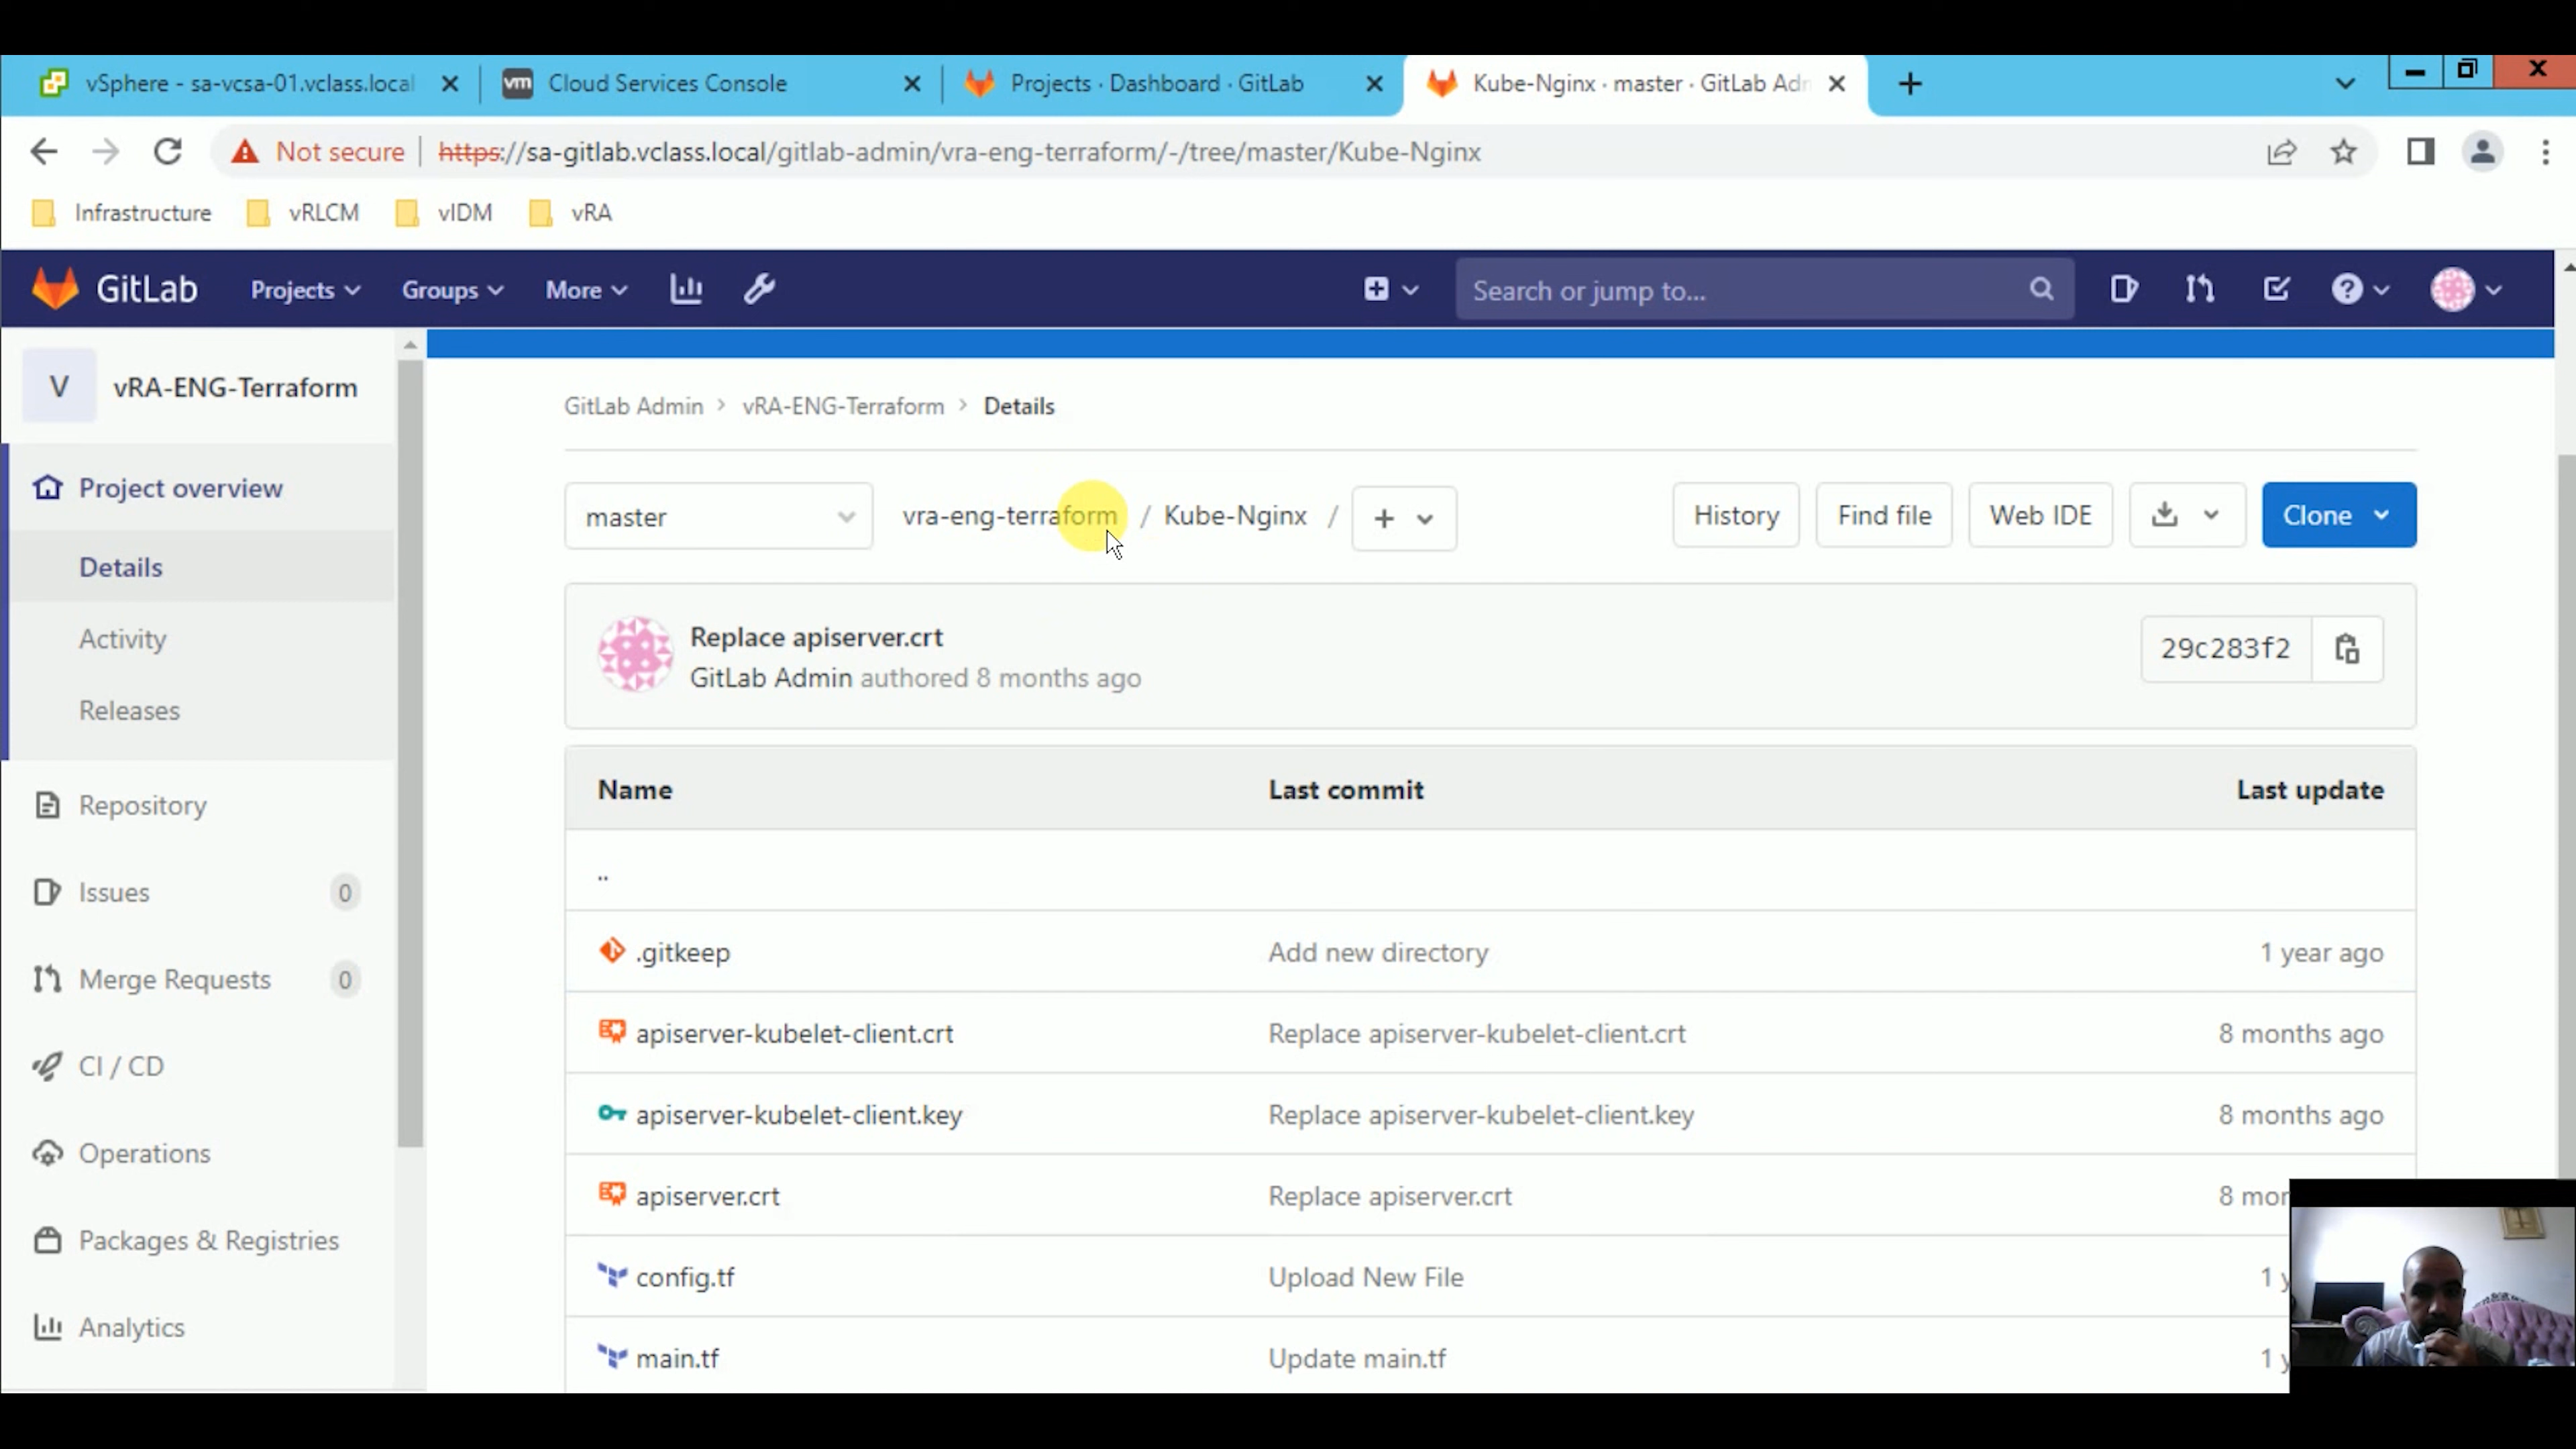 vSphere - sa-vcsa-01.vclass.local
Cloud Services Console
Projects · Dashboard · GitLab
Kube-Nginx · master · GitLab Adm
Not secure
https://sa-gitlab.vclass.local/gitlab-admin/vra-eng-terraform/-/tree/master/Kube-Nginx
Infrastructure vRLCM vIDM vRA
GitLab Projects Groups More Search or jump to...
V vRA-ENG-Terraform
Project overview
Details
Activity
Releases
Repository
Issues 0
Merge Requests 0
CI / CD
Operations
Packages & Registries
Analytics
GitLab Admin > vRA-ENG-Terraform > Details
master vra-eng-terraform / Kube-Nginx / + History Find file Web IDE Clone
Replace apiserver.crt
GitLab Admin authored 8 months ago
29c283f2
Name Last commit Last update
..
.gitkeep Add new directory 1 year ago
apiserver-kubelet-client.crt Replace apiserver-kubelet-client.crt 8 months ago
apiserver-kubelet-client.key Replace apiserver-kubelet-client.key 8 months ago
apiserver.crt Replace apiserver.crt 8 mon
config.tf Upload New File 1 y
main.tf Update main.tf 1 y